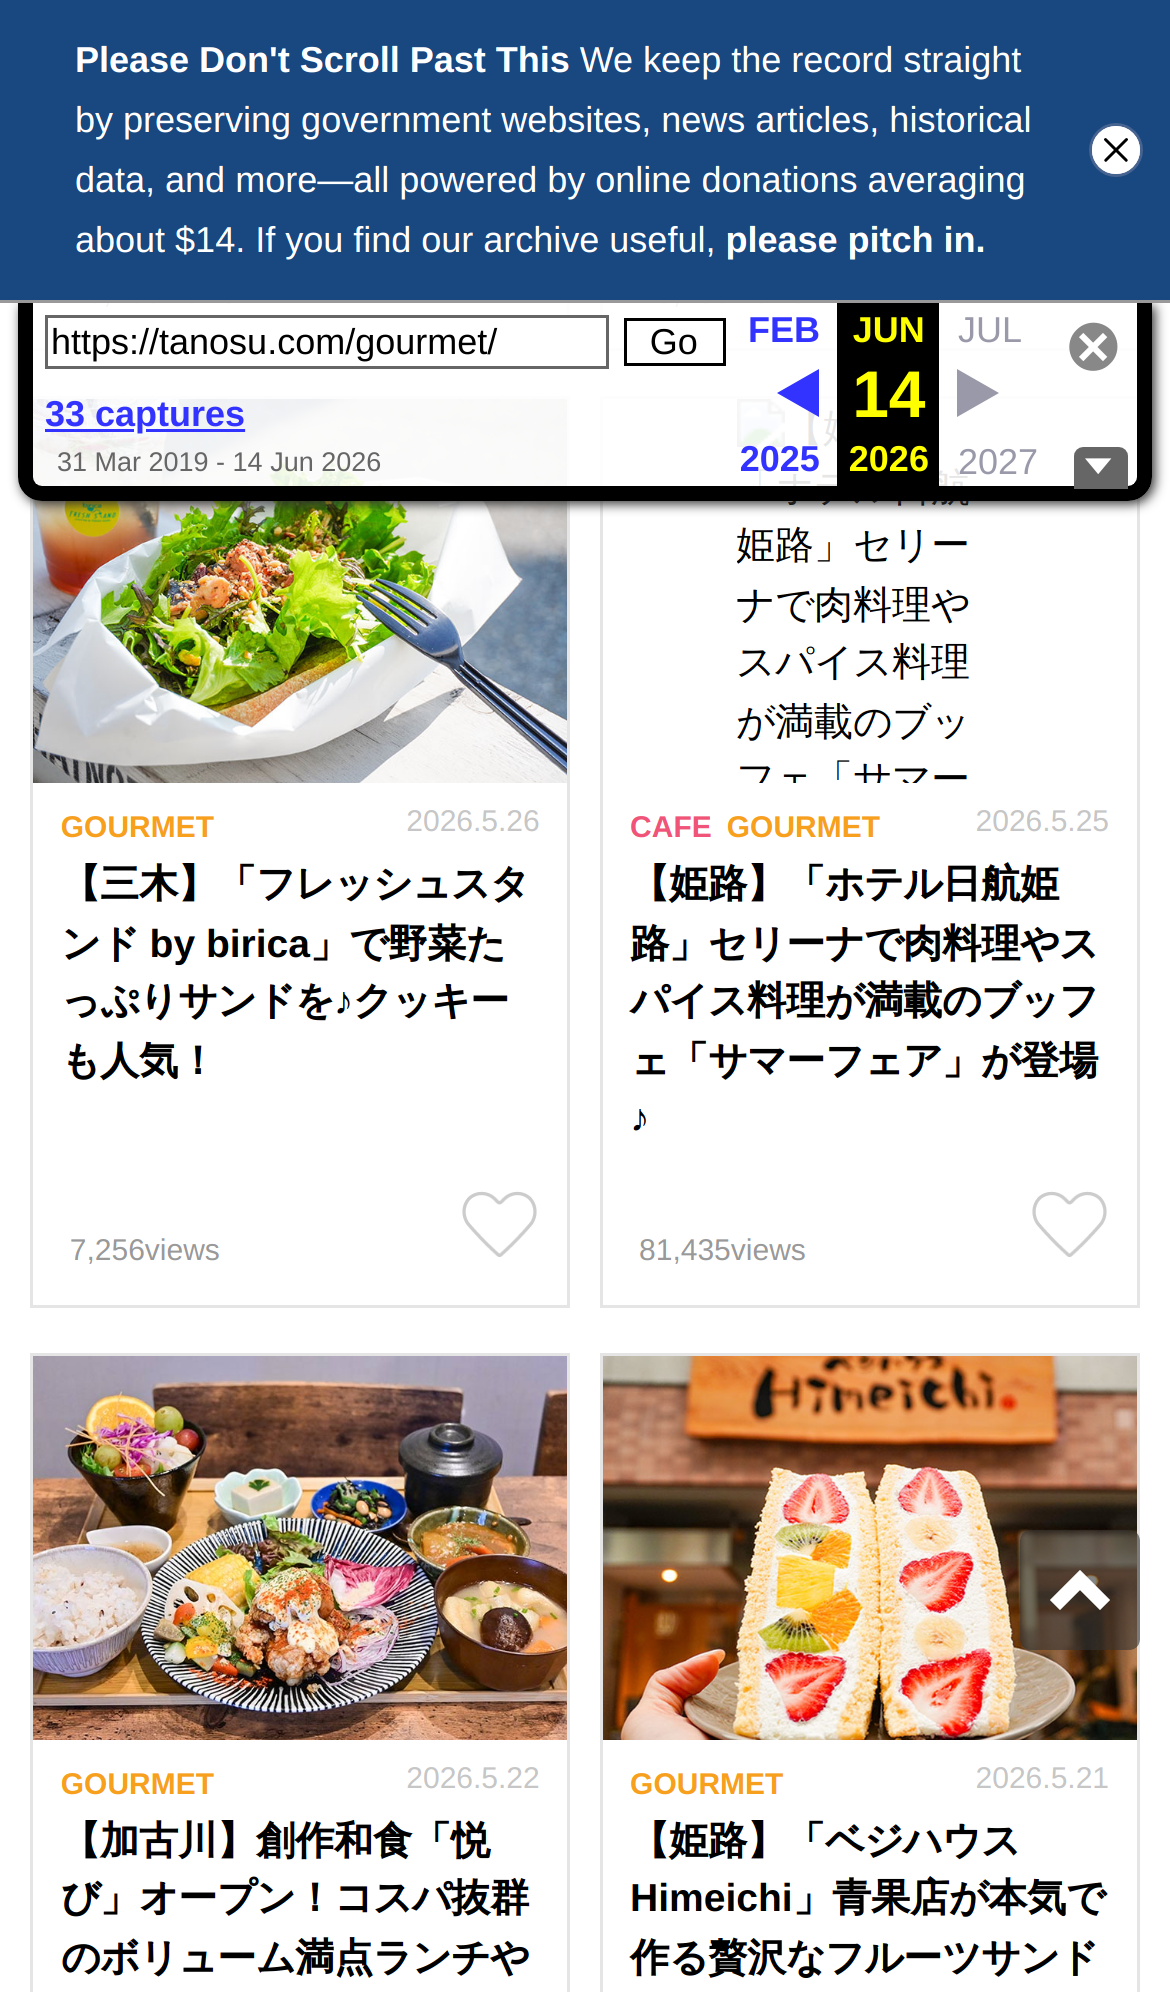 Please Don't Scroll Past This We keep the record straight
by preserving government websites, news articles, historical
data, and more—all powered by online donations averaging
about $14. If you find our archive useful, please pitch in.
https://tanosu.com/gourmet/
Go
FEB
JUN
JUL
33 captures
14
31 Mar 2019 - 14 Jun 2026
2025
2026
2027
FRESH STAND
姫路」セリー
ナで肉料理や
スパイス料理
が満載のブッ
フェ「サマー
GOURMET
2026.5.26
【三木】「フレッシュスタ
ンド by birica」で野菜た
っぷりサンドを♪クッキー
も人気！
7,256views
CAFE GOURMET
2026.5.25
【姫路】「ホテル日航姫
路」セリーナで肉料理やス
パイス料理が満載のブッフ
ェ「サマーフェア」が登場
♪
81,435views
Himeichi.
GOURMET
2026.5.22
【加古川】創作和食「悦
び」オープン！コスパ抜群
のボリューム満点ランチや
GOURMET
2026.5.21
【姫路】「ベジハウス
Himeichi」青果店が本気で
作る贅沢なフルーツサンド